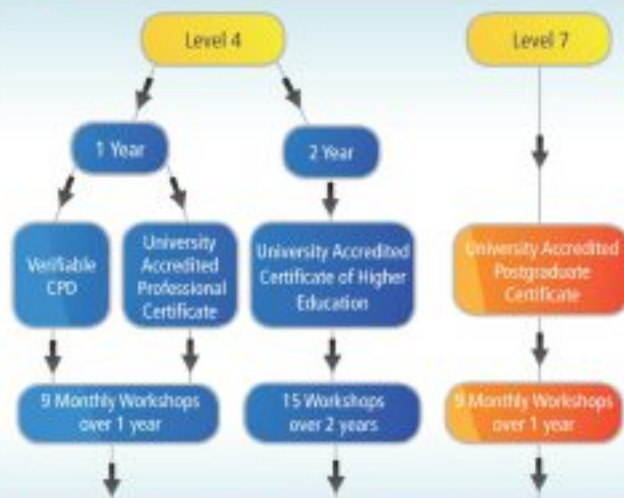 Level 4
Level 7
1 Year
2 Year
Verifiable
CPD
University
Accredited
Professional
Certificate
University Accredited
Certificate of Higher
Education
University Accredited
Postgraduate
Certificate
9 Monthly Workshops
over 1 year
15 Workshops
over 2 years
9 Monthly Workshops
over 1 year